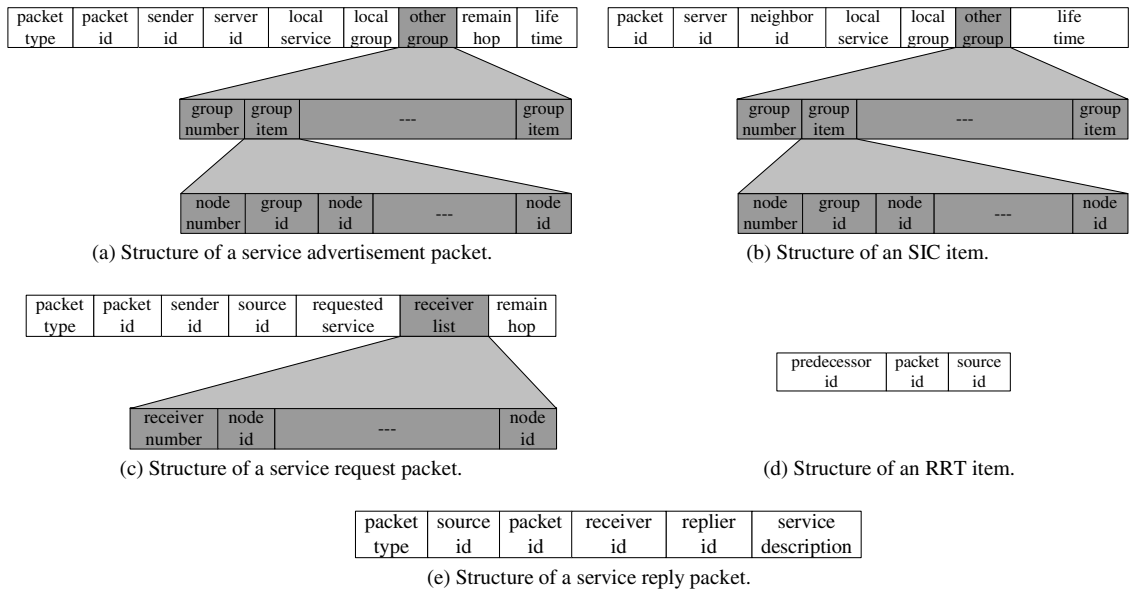 packet type packet id sender id server id local service local group other group remain hop life time
group number group item --- group item
node number group id node id --- node id
(a) Structure of a service advertisement packet.
packet id server id neighbor id local service local group other group life time
group number group item --- group item
node number group id node id --- node id
(b) Structure of an SIC item.
packet type packet id sender id source id requested service receiver list remain hop
receiver number node id --- node id
(c) Structure of a service request packet.
predecessor id packet id source id
(d) Structure of an RRT item.
packet type source id packet id receiver id replier id service description
(e) Structure of a service reply packet.